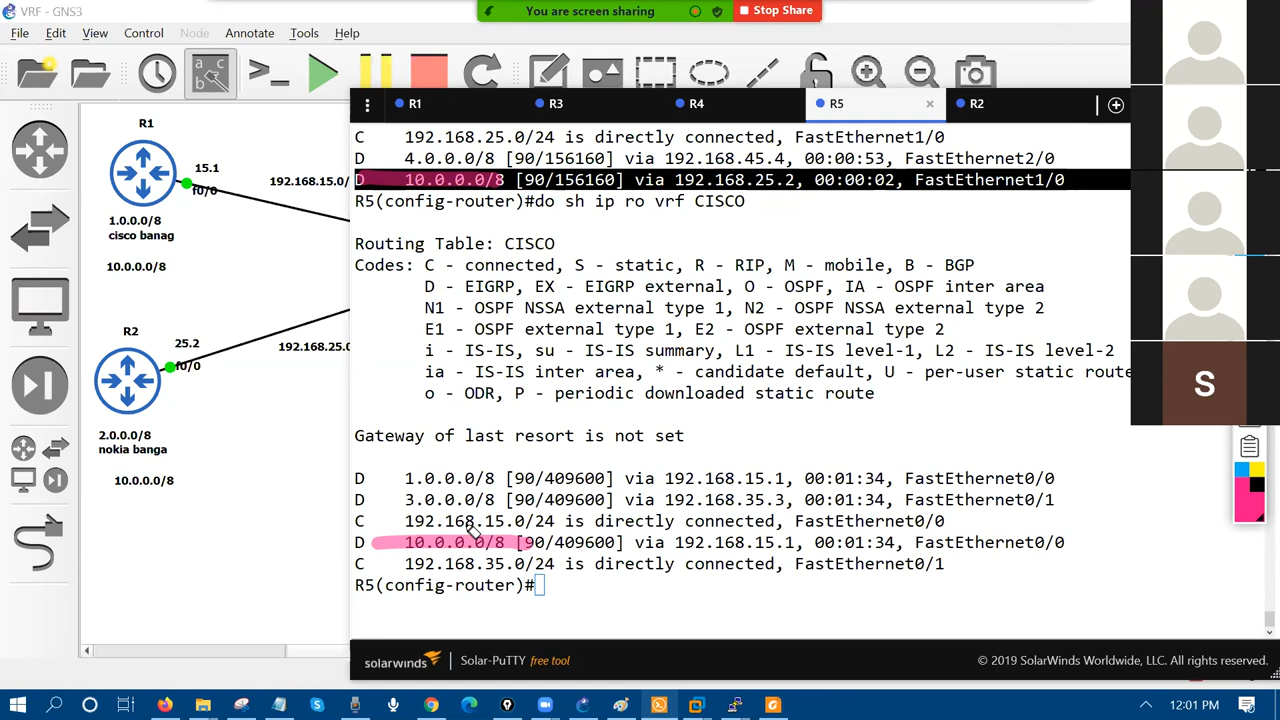 VRF - GNS3
You are screen sharing
Stop Share
File Edit View Control Node Annotate Tools Help
a c
b
R1 R3 R4 R5 × R2
R1
15.1
f0/0
192.168.15.0/
1.0.0.0/8
cisco banag
10.0.0.0/8
R2
25.2
f0/0
192.168.25.0
2.0.0.0/8
nokia banga
10.0.0.0/8
C 192.168.25.0/24 is directly connected, FastEthernet1/0
D 4.0.0.0/8 [90/156160] via 192.168.45.4, 00:00:53, FastEthernet2/0
D 10.0.0.0/8 [90/156160] via 192.168.25.2, 00:00:02, FastEthernet1/0
R5(config-router)#do sh ip ro vrf CISCO
Routing Table: CISCO
Codes: C - connected, S - static, R - RIP, M - mobile, B - BGP
D - EIGRP, EX - EIGRP external, O - OSPF, IA - OSPF inter area
N1 - OSPF NSSA external type 1, N2 - OSPF NSSA external type 2
E1 - OSPF external type 1, E2 - OSPF external type 2
i - IS-IS, su - IS-IS summary, L1 - IS-IS level-1, L2 - IS-IS level-2
ia - IS-IS inter area, * - candidate default, U - per-user static route
o - ODR, P - periodic downloaded static route
Gateway of last resort is not set
D 1.0.0.0/8 [90/409600] via 192.168.15.1, 00:01:34, FastEthernet0/0
D 3.0.0.0/8 [90/409600] via 192.168.35.3, 00:01:34, FastEthernet0/1
C 192.168.15.0/24 is directly connected, FastEthernet0/0
D 10.0.0.0/8 [90/409600] via 192.168.15.1, 00:01:34, FastEthernet0/0
C 192.168.35.0/24 is directly connected, FastEthernet0/1
R5(config-router)#
S
solarwinds Solar-PuTTY free tool
© 2019 SolarWinds Worldwide, LLC. All rights reserved.
12:01 PM